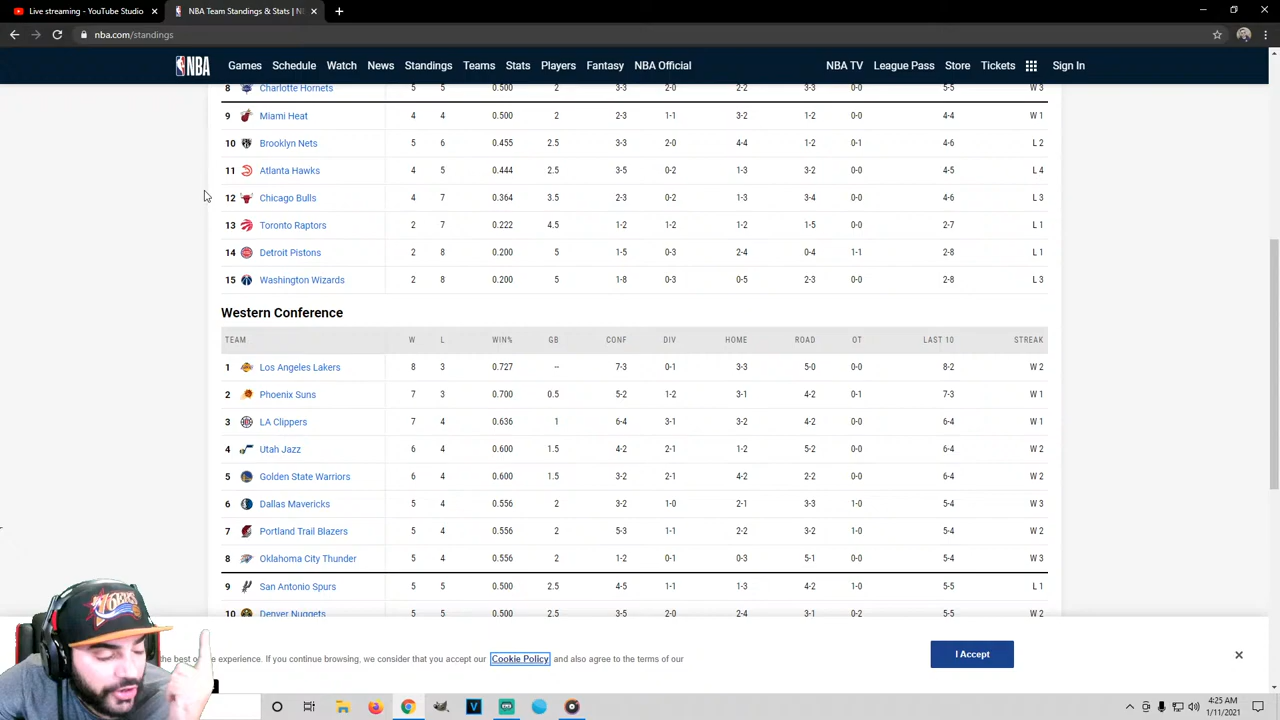 Live streaming - YouTube Studio × NBA Team Standings & Stats | NB ×
nba.com/standings
NBA Games Schedule Watch News Standings Teams Stats Players Fantasy NBA Official NBA TV League Pass Store Tickets Sign In
8 Charlotte Hornets 5 5 0.500 2 3-3 2-0 2-2 3-3 0-0 5-5 W 3
9 Miami Heat 4 4 0.500 2 2-3 1-1 3-2 1-2 0-0 4-4 W 1
10 Brooklyn Nets 5 6 0.455 2.5 3-3 2-0 4-4 1-2 0-1 4-6 L 2
11 Atlanta Hawks 4 5 0.444 2.5 3-5 0-2 1-3 3-2 0-0 4-5 L 4
12 Chicago Bulls 4 7 0.364 3.5 2-3 0-2 1-3 3-4 0-0 4-6 L 3
13 Toronto Raptors 2 7 0.222 4.5 1-2 1-2 1-2 1-5 0-0 2-7 L 1
14 Detroit Pistons 2 8 0.200 5 1-5 0-3 2-4 0-4 1-1 2-8 L 1
15 Washington Wizards 2 8 0.200 5 1-8 0-3 0-5 2-3 0-0 2-8 L 3
Western Conference
TEAM W L WIN% GB CONF DIV HOME ROAD OT LAST 10 STREAK
1 Los Angeles Lakers 8 3 0.727 -- 7-3 0-1 3-3 5-0 0-0 8-2 W 2
2 Phoenix Suns 7 3 0.700 0.5 5-2 1-2 3-1 4-2 0-1 7-3 W 1
3 LA Clippers 7 4 0.636 1 6-4 3-1 3-2 4-2 0-0 6-4 W 1
4 Utah Jazz 6 4 0.600 1.5 4-2 2-1 1-2 5-2 0-0 6-4 W 2
5 Golden State Warriors 6 4 0.600 1.5 3-2 2-1 4-2 2-2 0-0 6-4 W 2
6 Dallas Mavericks 5 4 0.556 2 3-2 1-0 2-1 3-3 1-0 5-4 W 3
7 Portland Trail Blazers 5 4 0.556 2 5-3 1-1 2-2 3-2 1-0 5-4 W 2
8 Oklahoma City Thunder 5 4 0.556 2 1-2 0-1 0-3 5-1 0-0 5-4 W 3
9 San Antonio Spurs 5 5 0.500 2.5 4-5 1-1 1-3 4-2 1-0 5-5 L 1
10 Denver Nuggets 5 5 0.500 2.5 3-5 2-0 2-4 3-1 0-2 5-5 W 2
the best experience. If you continue browsing, we consider that you accept our Cookie Policy and also agree to the terms of our
I Accept
76ERS
4:25 AM
1/11/2021